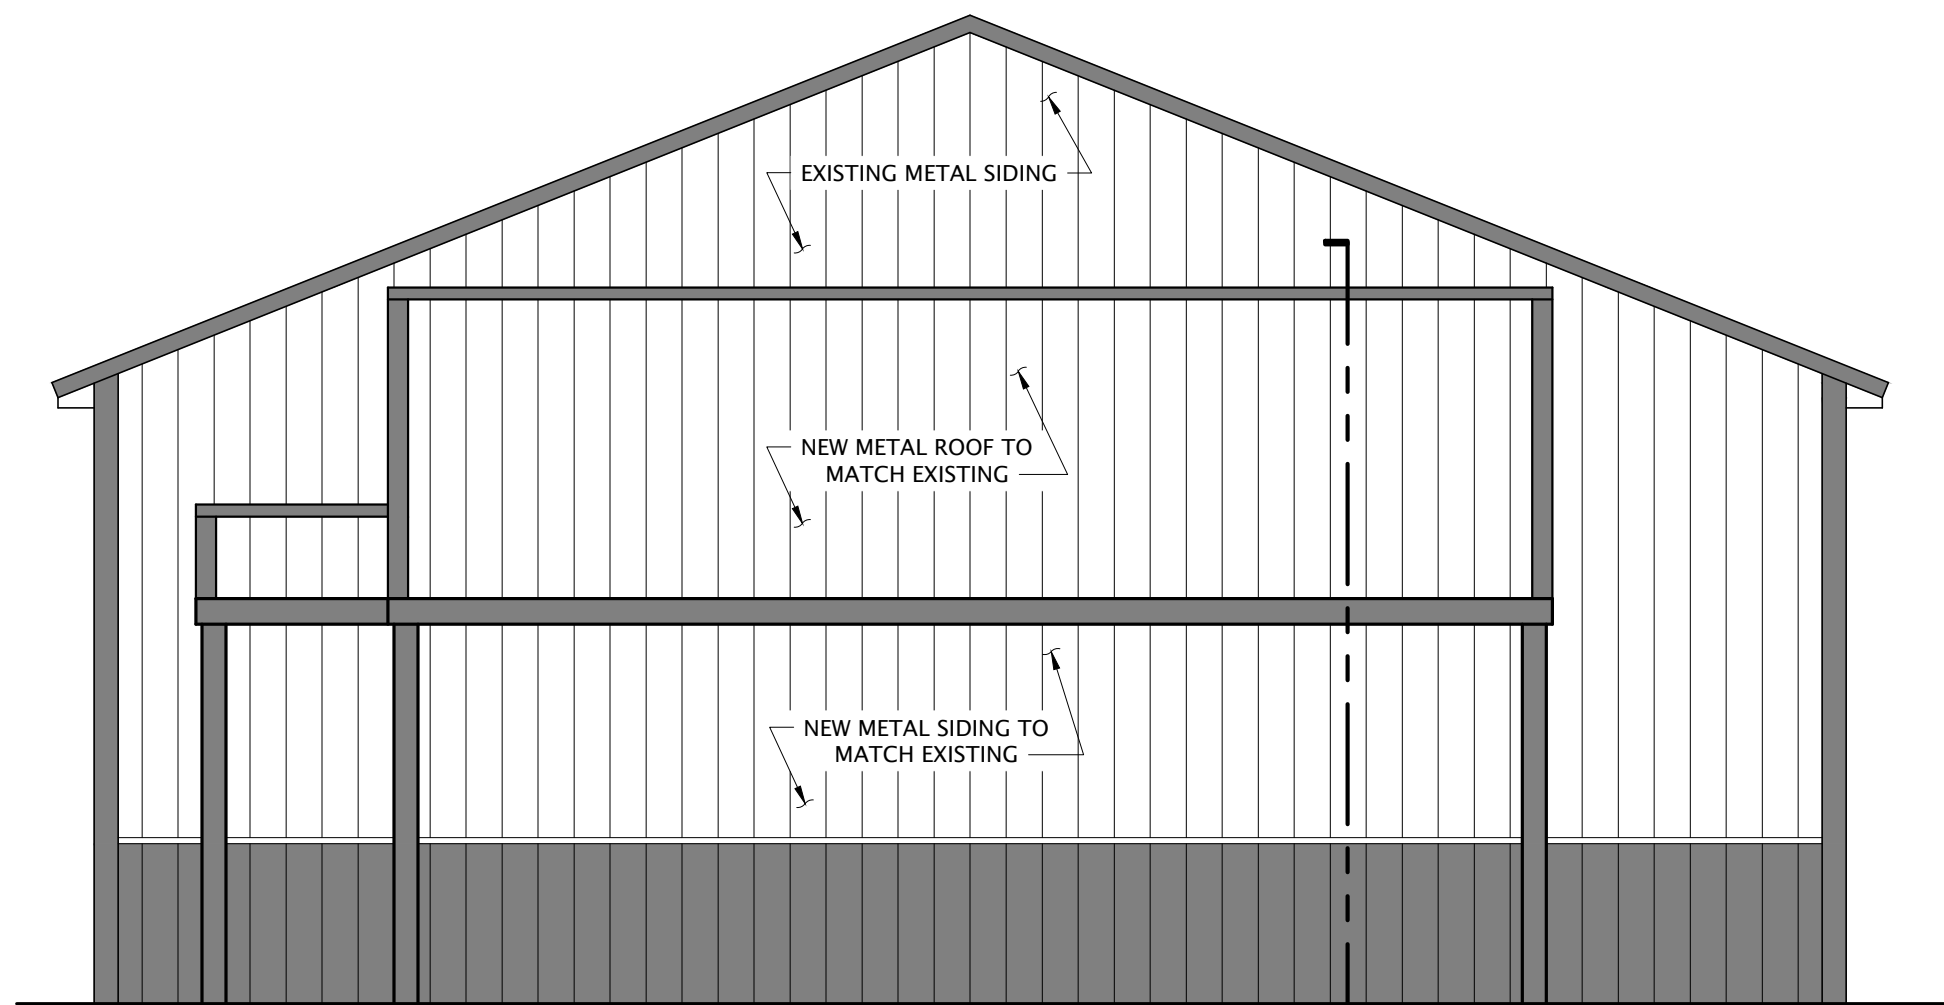 EXISTING METAL SIDING
NEW METAL ROOF TO
MATCH EXISTING
NEW METAL SIDING TO
MATCH EXISTING